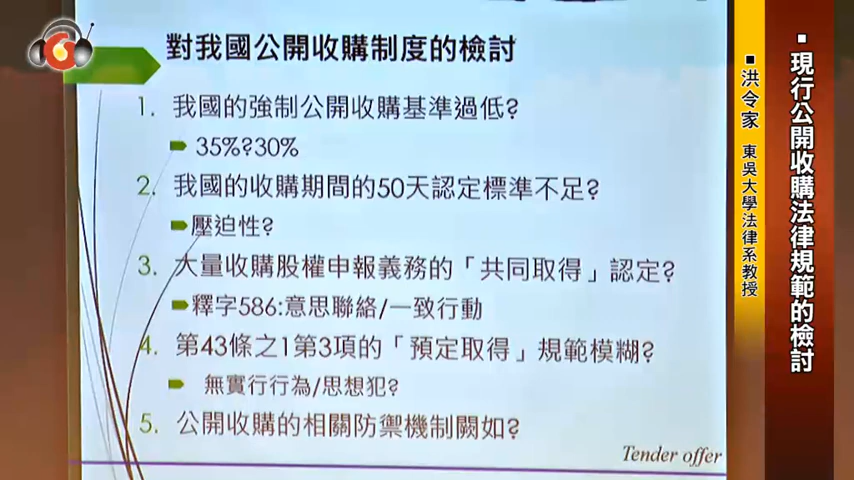 對我國公開收購制度的檢討
1. 我國的強制公開收購基準過低?
35%?30%
2. 我國的收購期間的50天認定標準不足?
壓迫性?
3. 大量收購股權申報義務的「共同取得」認定?
釋字586:意思聯絡/一致行動
4. 第43條之1第3項的「預定取得」規範模糊?
無實行行為/思想犯?
5. 公開收購的相關防禦機制闕如?
Tender offer
▪現行公開收購法律規範的檢討
▪洪令家 東吳大學法律系教授